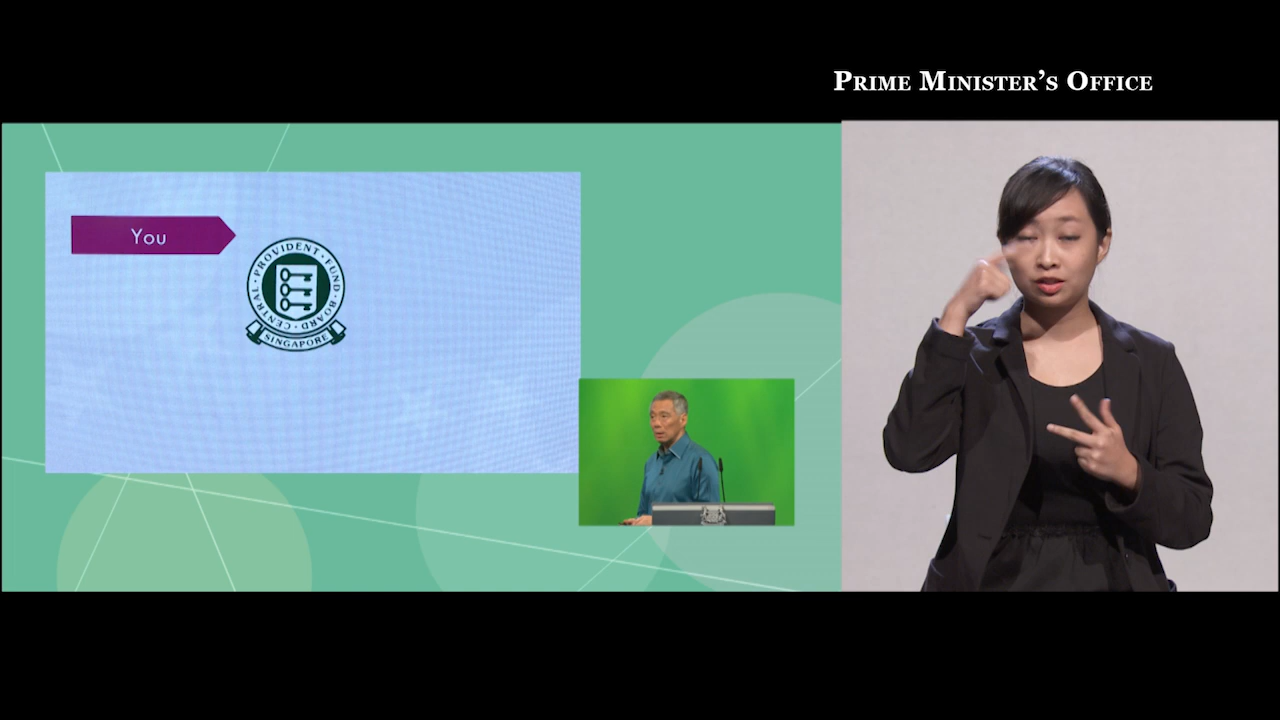 PRIME MINISTER'S OFFICE
You
CENTRAL · PROVIDENT · FUND · BOARD
SINGAPORE